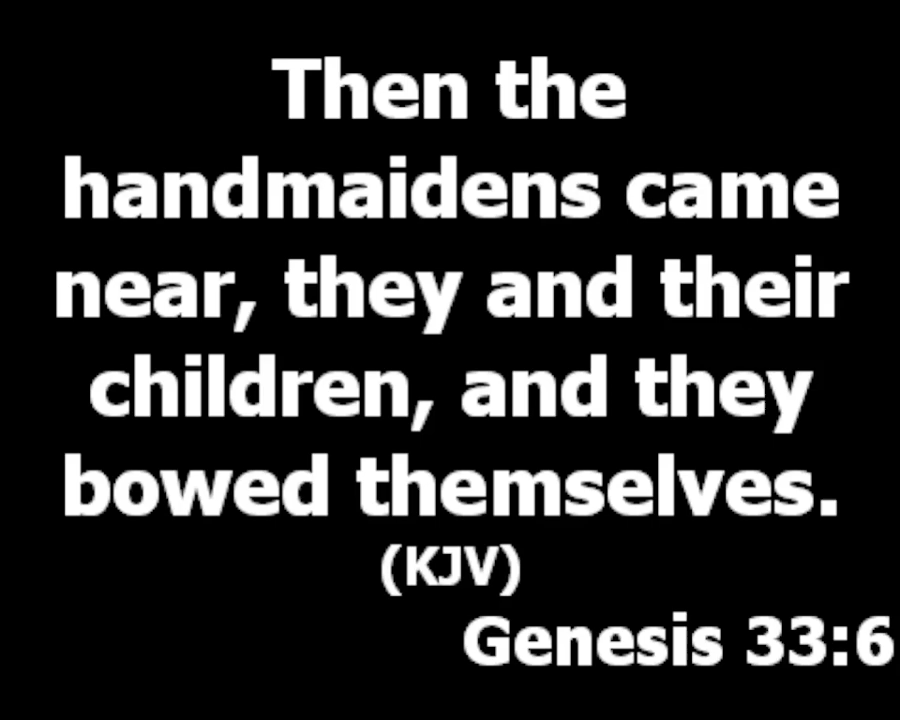 Then the
handmaidens came
near, they and their
children, and they
bowed themselves.
(KJV)
Genesis 33:6